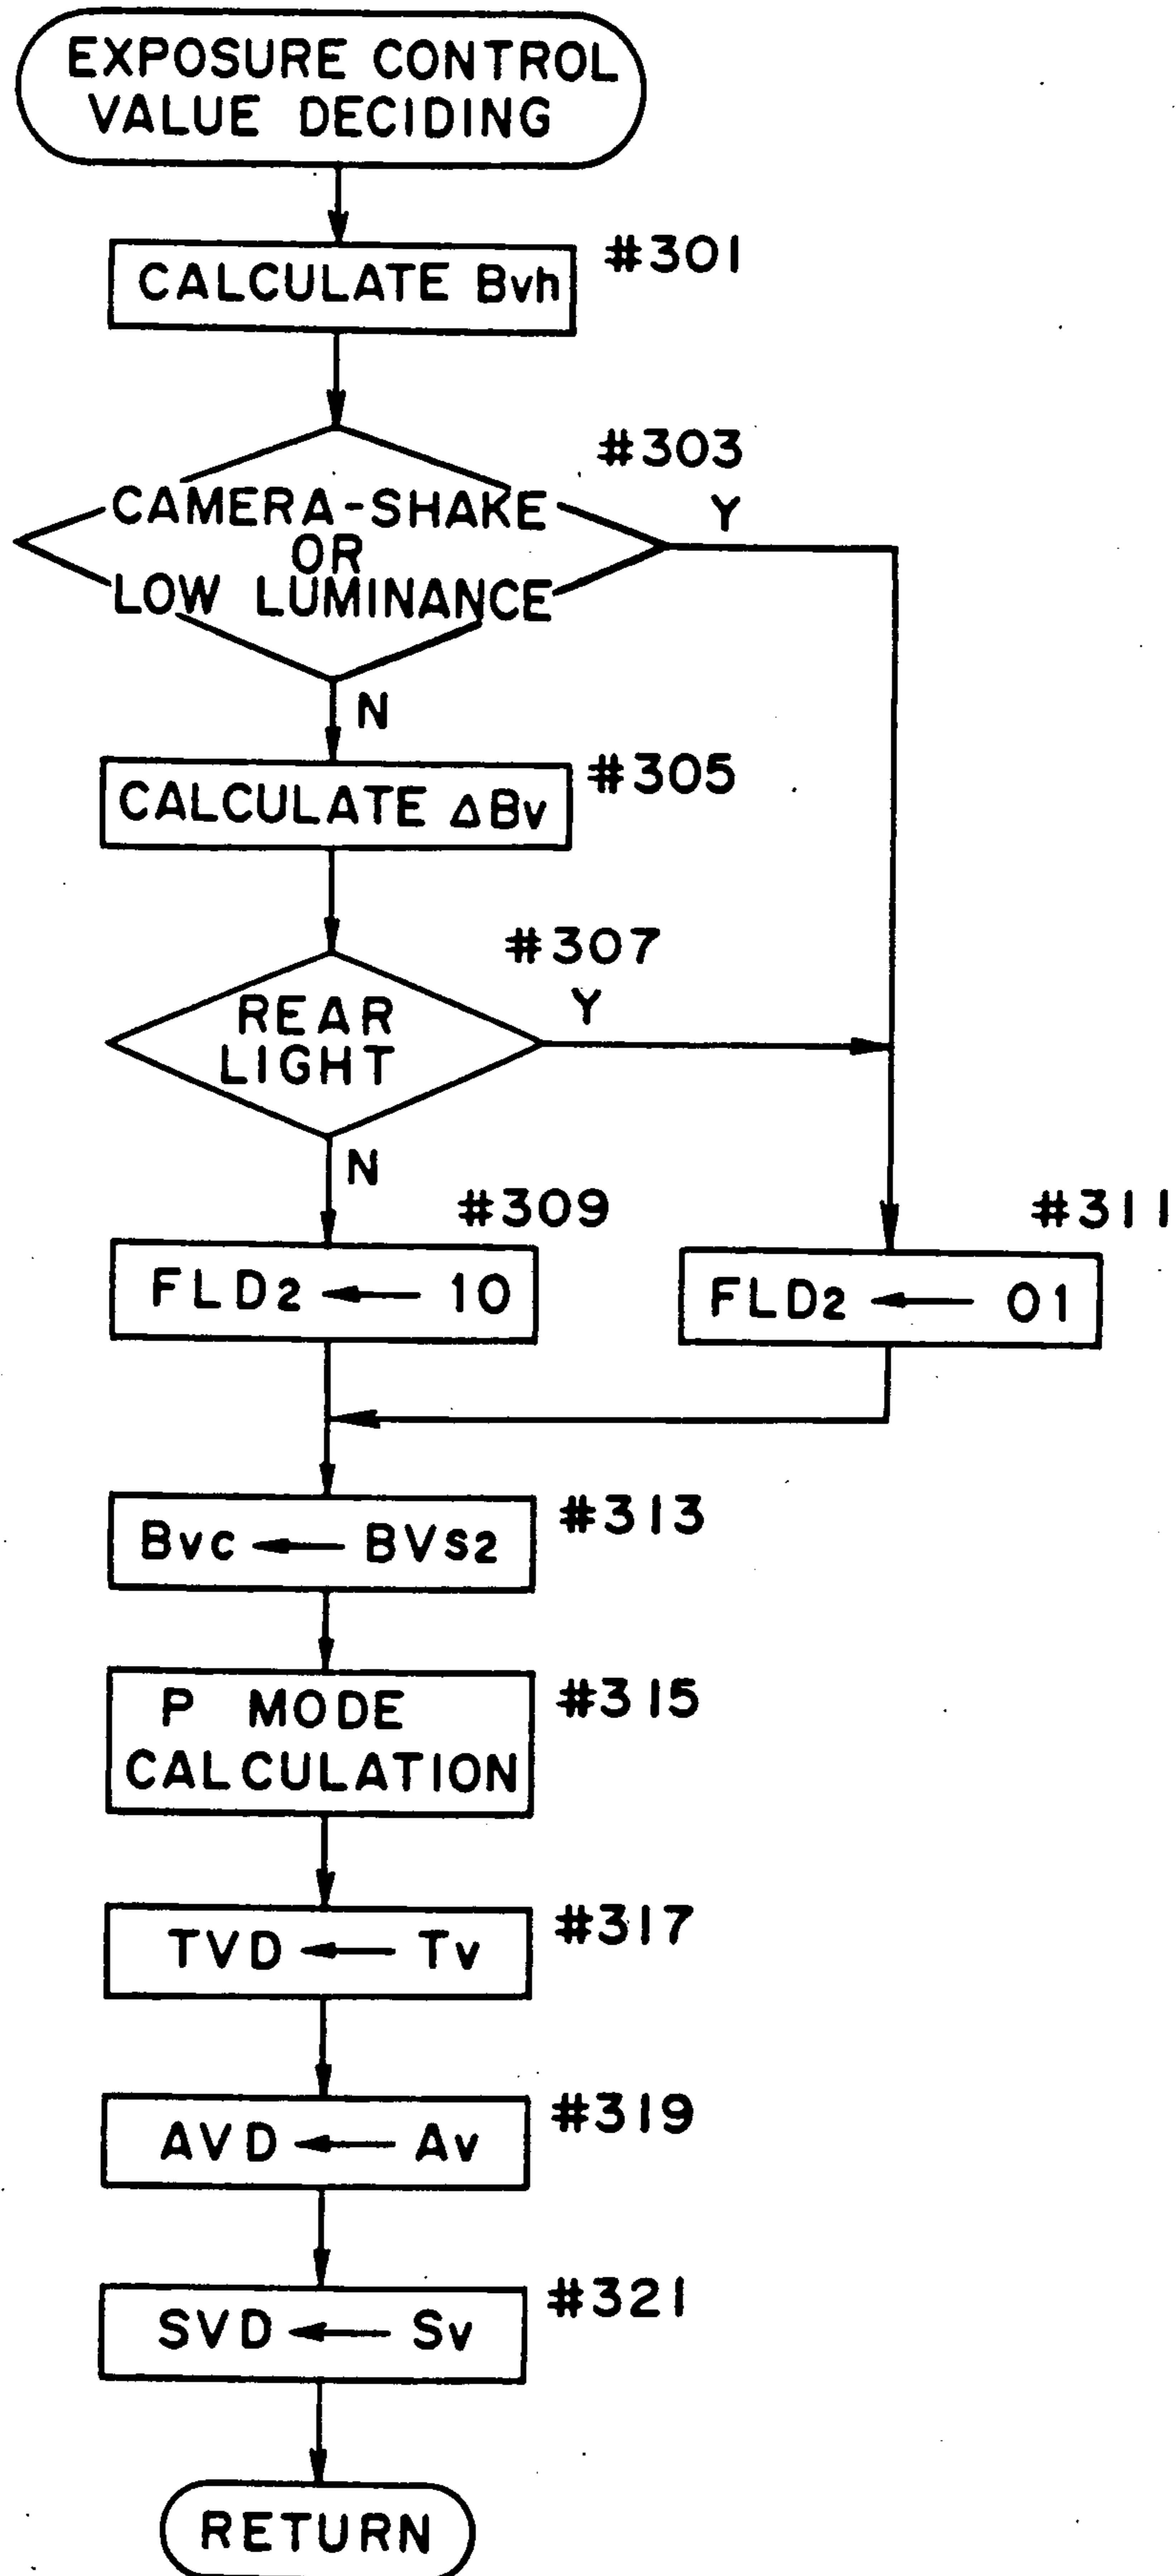 EXPOSURE CONTROL
VALUE DECIDING
#301
CALCULATE Bvh
#303
CAMERA-SHAKE
OR
LOW LUMINANCE
Y
N
#305
CALCULATE ΔBv
#307
REAR
LIGHT
Y
N
#309
FLD2 ← 10
#311
FLD2 ← 01
#313
Bvc ← BVs2
#315
P MODE
CALCULATION
#317
TVD ← Tv
#319
AVD ← Av
#321
SVD ← Sv
RETURN